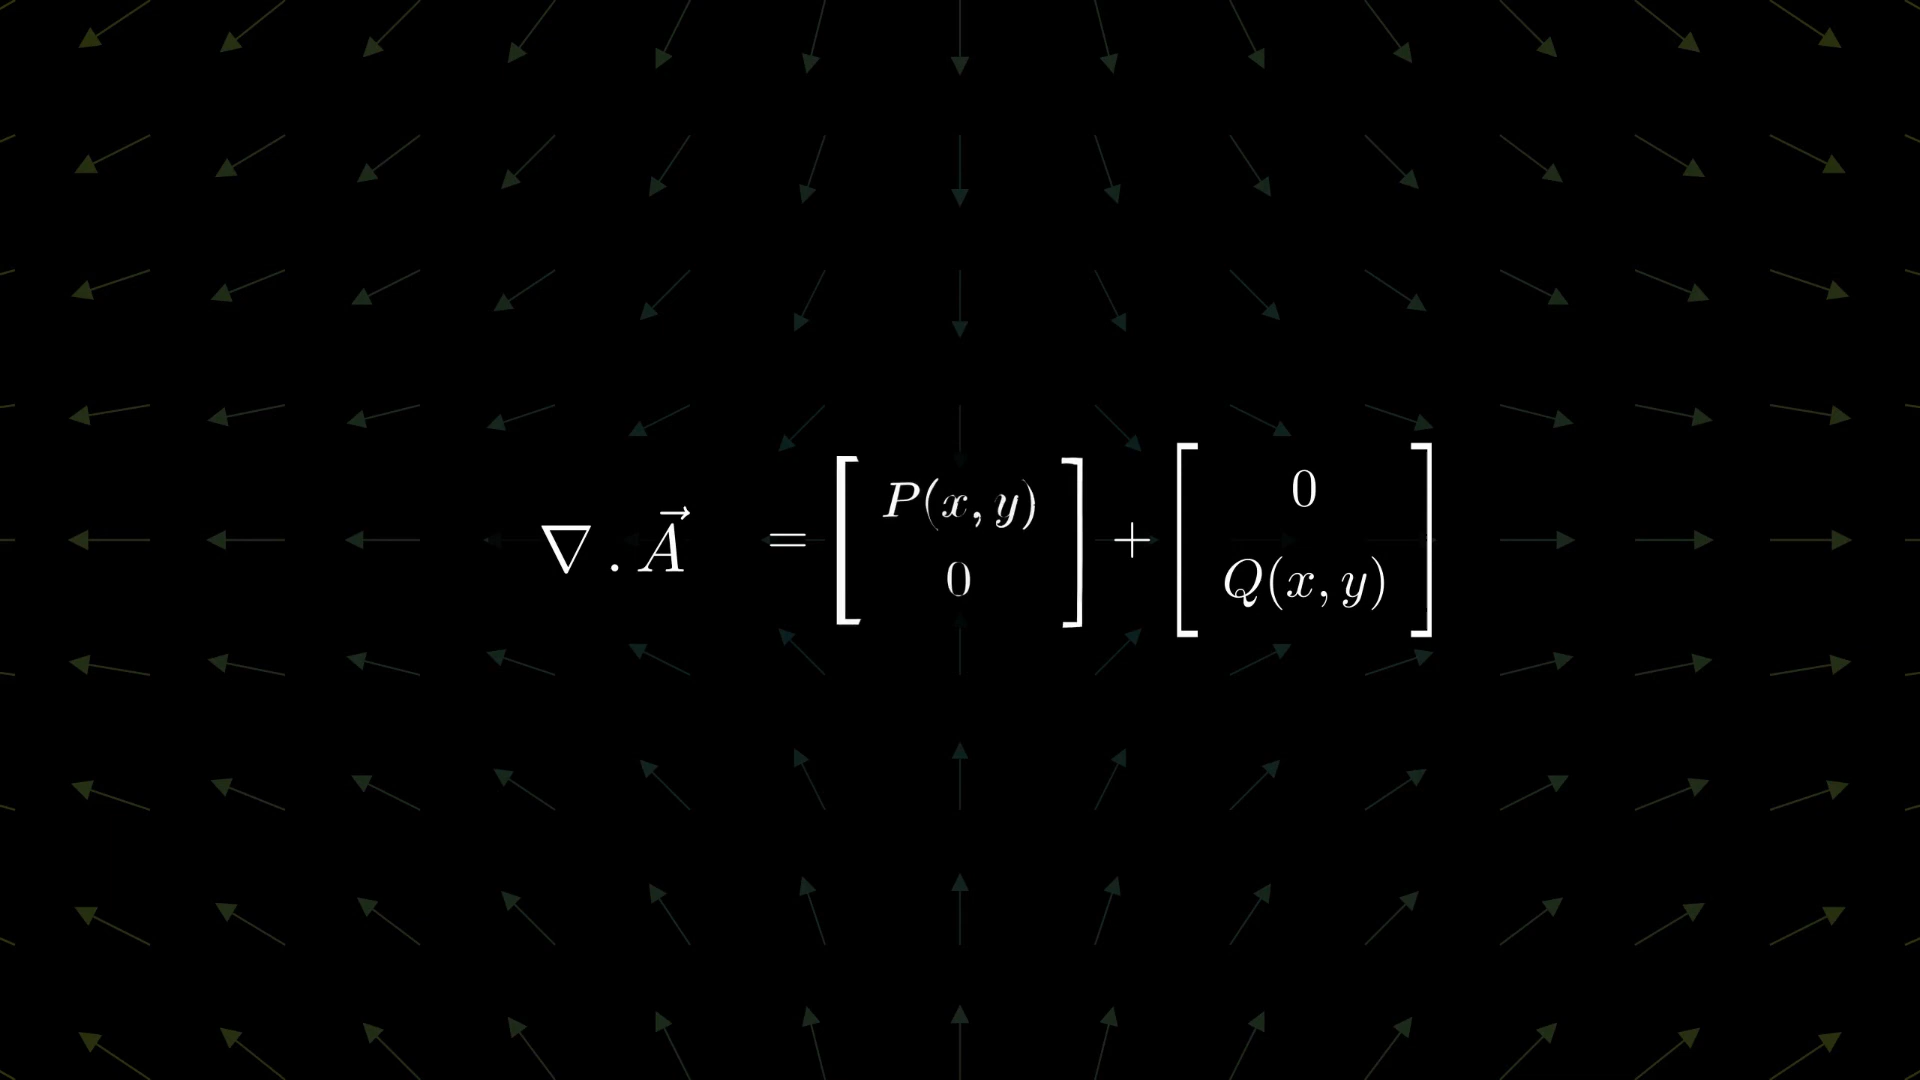 ∇ . A⃗ = [ P(x, y) 0 ] + [ 0 Q(x, y) ]